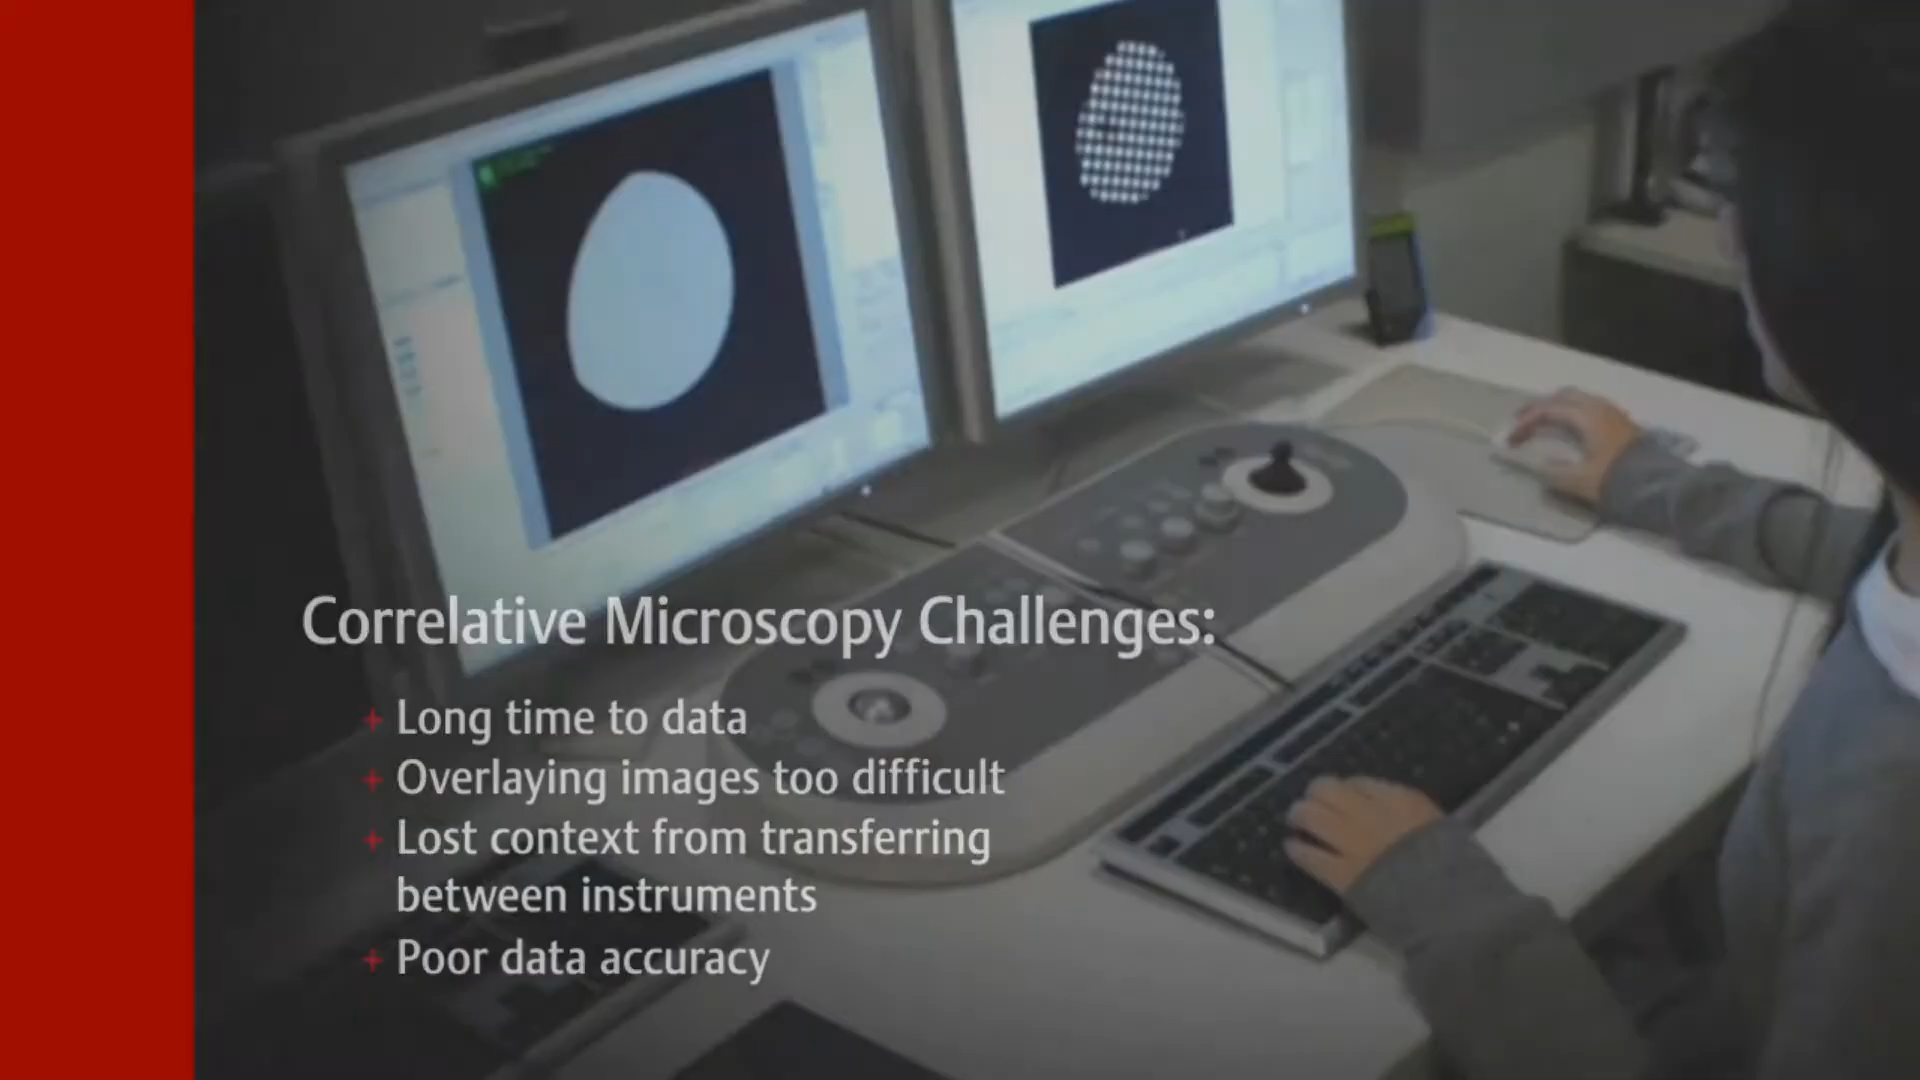 Correlative Microscopy Challenges:
+ Long time to data
+ Overlaying images too difficult
+ Lost context from transferring
between instruments
+ Poor data accuracy